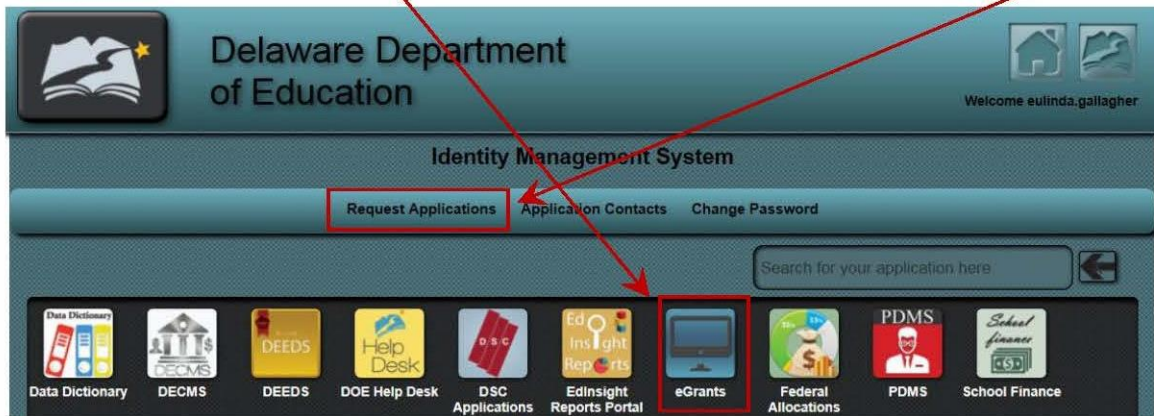 Delaware Department
of Education
Welcome eulinda.gallagher
Identity Management System
Request Applications Application Contacts Change Password
Search for your application here
Data Dictionary
DECMS
DEEDS
Help
Desk
D S C
Ed
Insight
Reports
PDMS
School
finance
Data Dictionary DECMS DEEDS DOE Help Desk DSC
Applications EdInsight
Reports Portal eGrants Federal
Allocations PDMS School Finance